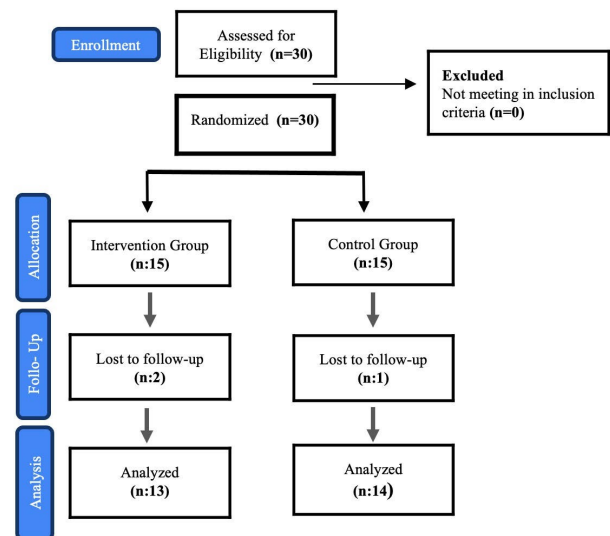 Enrollment
Assessed for
Eligibility (n=30)
Excluded
Not meeting in inclusion
criteria (n=0)
Randomized (n=30)
Allocation
Intervention Group
(n:15)
Control Group
(n:15)
Follo- Up
Lost to follow-up
(n:2)
Lost to follow-up
(n:1)
Analysis
Analyzed
(n:13)
Analyzed
(n:14)